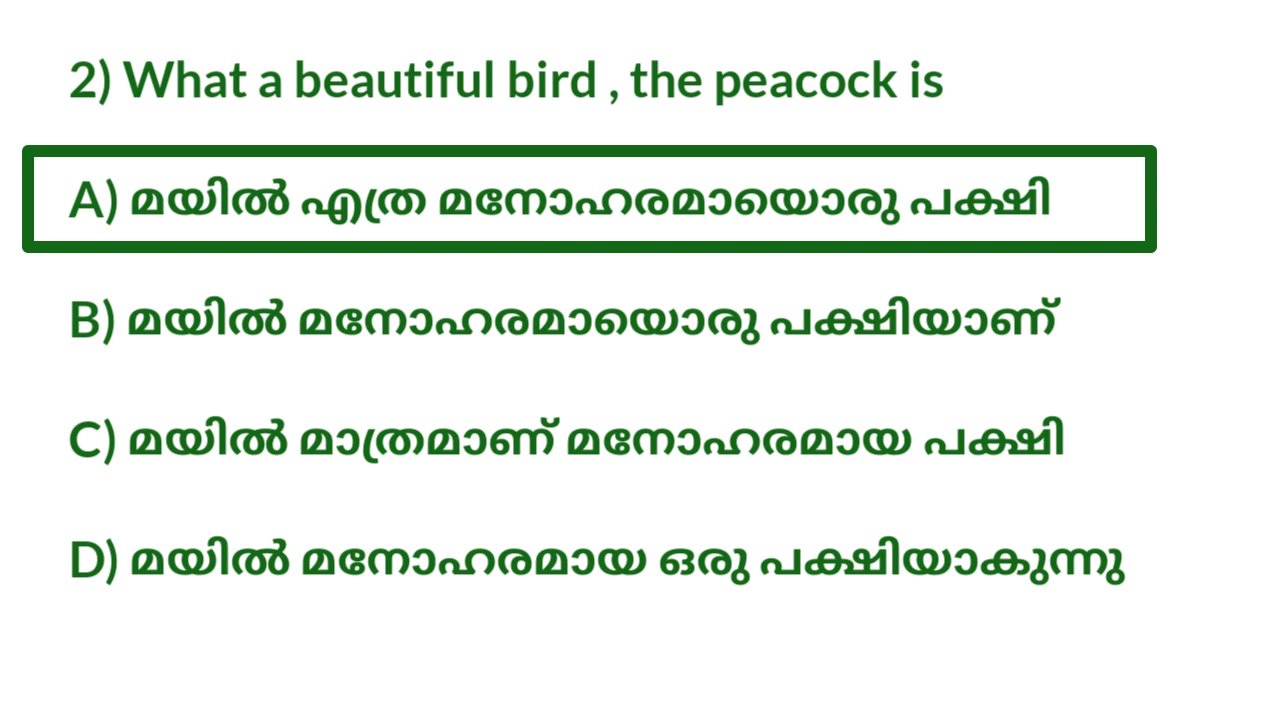 2) What a beautiful bird , the peacock is
A) മയിൽ എത്ര മനോഹരമായൊരു പക്ഷി
B) മയിൽ മനോഹരമായൊരു പക്ഷിയാണ്
C) മയിൽ മാത്രമാണ് മനോഹരമായ പക്ഷി
D) മയിൽ മനോഹരമായ ഒരു പക്ഷിയാകുന്നു